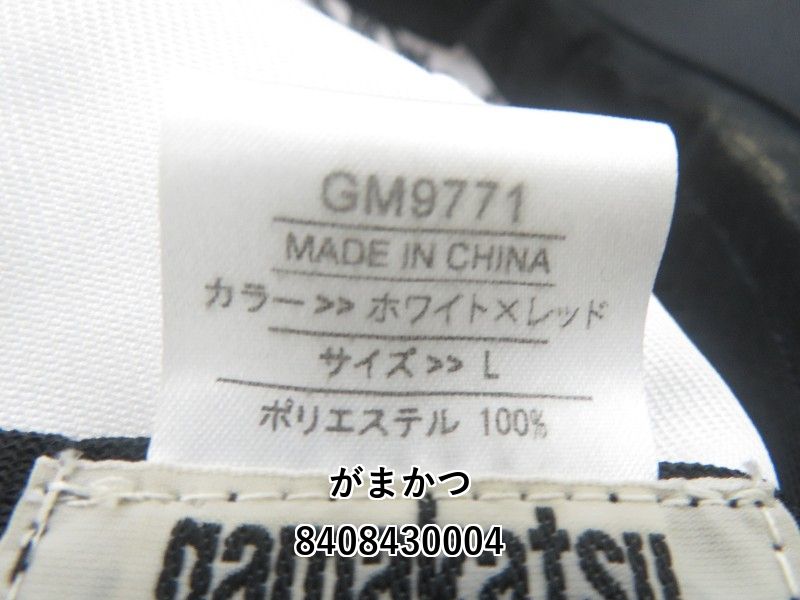 GM9771
MADE IN CHINA
カラー>> ホワイト×レッド
サイズ>> L
ポリエステル 100%
がまかつ
gamakatsu
8408430004